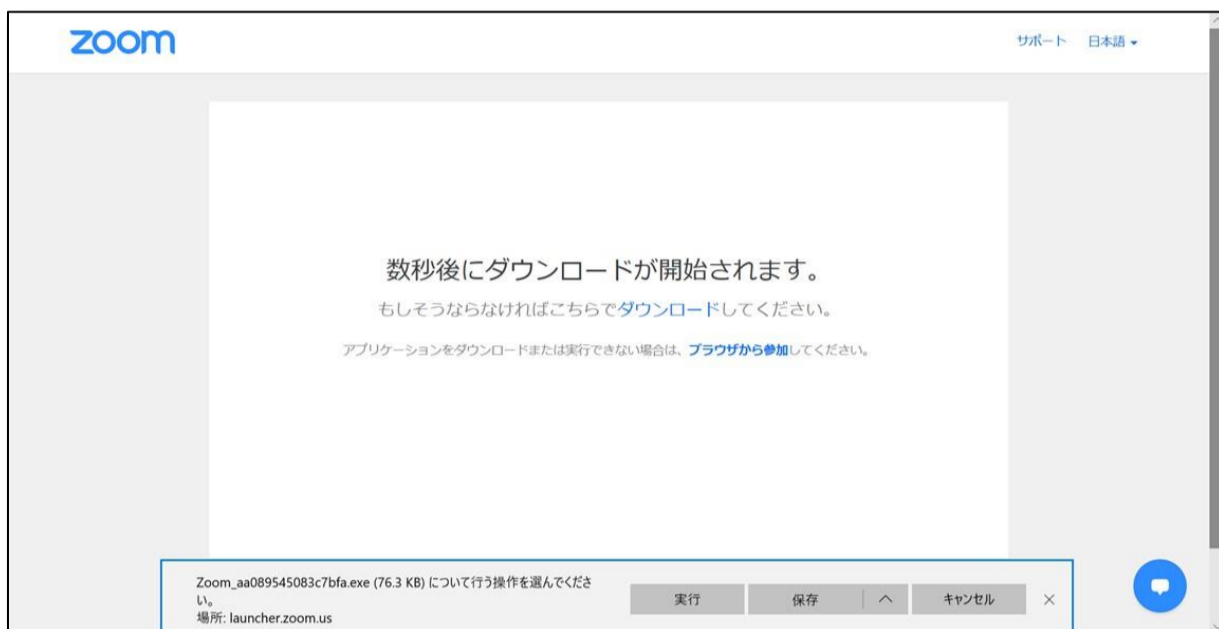 zoom
サポート 日本語
数秒後にダウンロードが開始されます。
もしそうならなければこちらでダウンロードしてください。
アプリケーションをダウンロードまたは実行できない場合は、ブラウザから参加してください。
Zoom_aa089545083c7bfa.exe (76.3 KB) について行う操作を選んでくださ
い。
場所: launcher.zoom.us
実行 保存 キャンセル